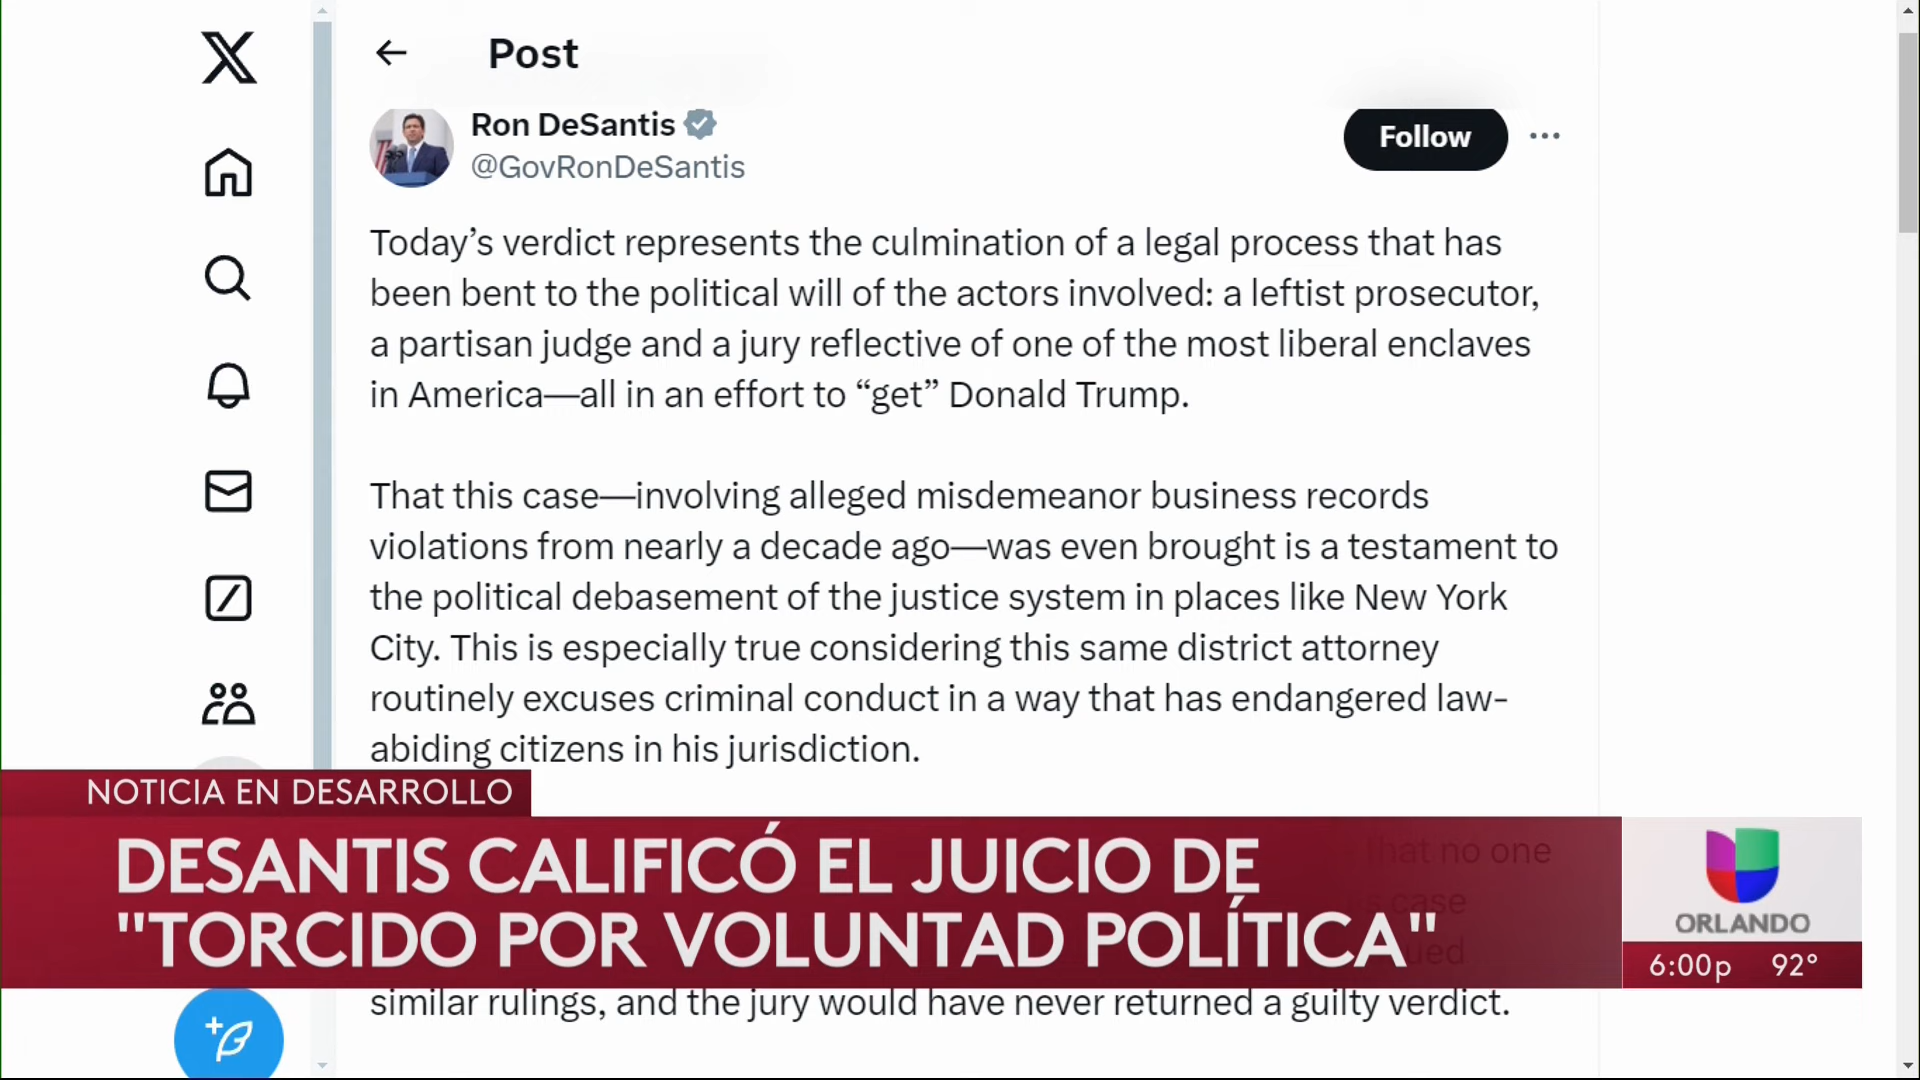 Post
Ron DeSantis
@GovRonDeSantis
Follow
Today’s verdict represents the culmination of a legal process that has
been bent to the political will of the actors involved: a leftist prosecutor,
a partisan judge and a jury reflective of one of the most liberal enclaves
in America—all in an effort to “get” Donald Trump.
That this case—involving alleged misdemeanor business records
violations from nearly a decade ago—was even brought is a testament to
the political debasement of the justice system in places like New York
City. This is especially true considering this same district attorney
routinely excuses criminal conduct in a way that has endangered law-
abiding citizens in his jurisdiction.
that no one
case
similar rulings, and the jury would have never returned a guilty verdict.
NOTICIA EN DESARROLLO
DESANTIS CALIFICÓ EL JUICIO DE
"TORCIDO POR VOLUNTAD POLÍTICA"
ORLANDO
6:00p 92°